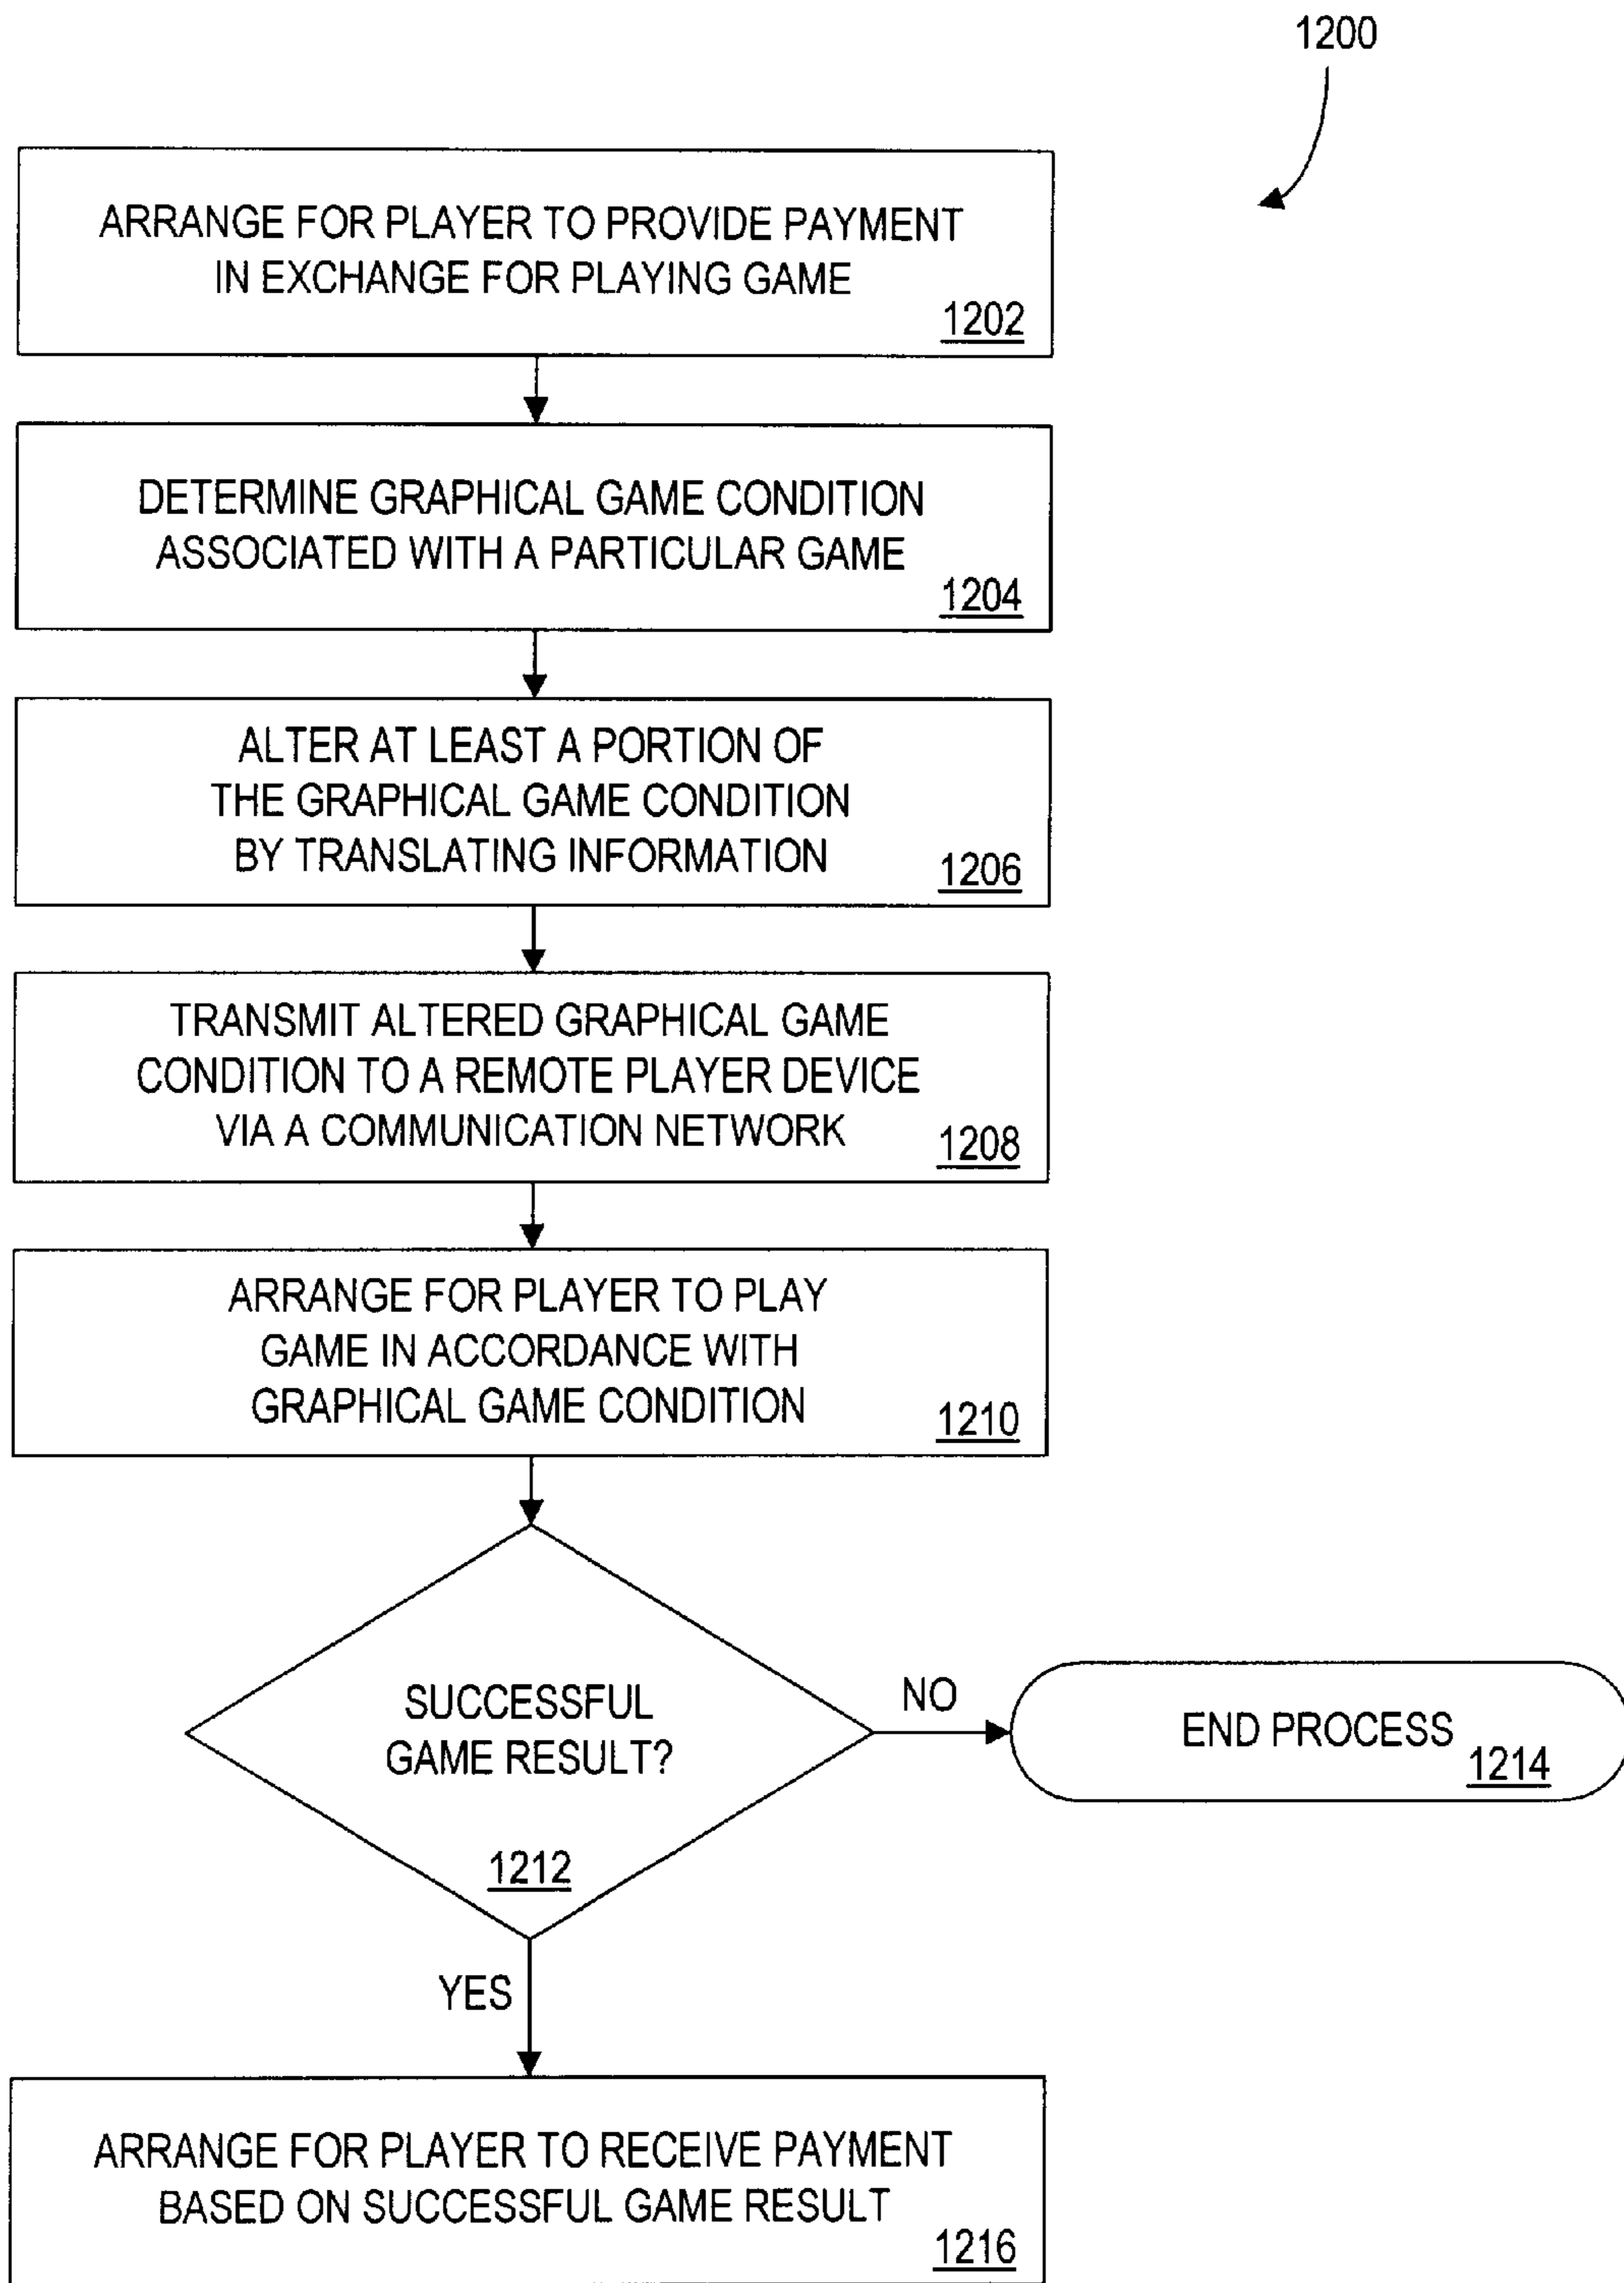 1200
ARRANGE FOR PLAYER TO PROVIDE PAYMENT
IN EXCHANGE FOR PLAYING GAME
1202
DETERMINE GRAPHICAL GAME CONDITION
ASSOCIATED WITH A PARTICULAR GAME
1204
ALTER AT LEAST A PORTION OF
THE GRAPHICAL GAME CONDITION
BY TRANSLATING INFORMATION
1206
TRANSMIT ALTERED GRAPHICAL GAME
CONDITION TO A REMOTE PLAYER DEVICE
VIA A COMMUNICATION NETWORK
1208
ARRANGE FOR PLAYER TO PLAY
GAME IN ACCORDANCE WITH
GRAPHICAL GAME CONDITION
1210
SUCCESSFUL
GAME RESULT?
1212
NO
END PROCESS
1214
YES
ARRANGE FOR PLAYER TO RECEIVE PAYMENT
BASED ON SUCCESSFUL GAME RESULT
1216